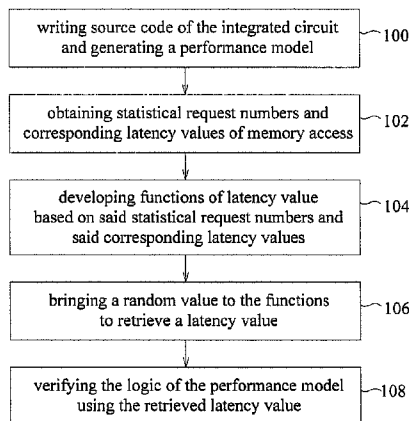 writing source code of the integrated circuit
and generating a performance model
100
obtaining statistical request numbers and
corresponding latency values of memory access
102
developing functions of latency value
based on said statistical request numbers and
said corresponding latency values
104
bringing a random value to the functions
to retrieve a latency value
106
verifying the logic of the performance model
using the retrieved latency value
108